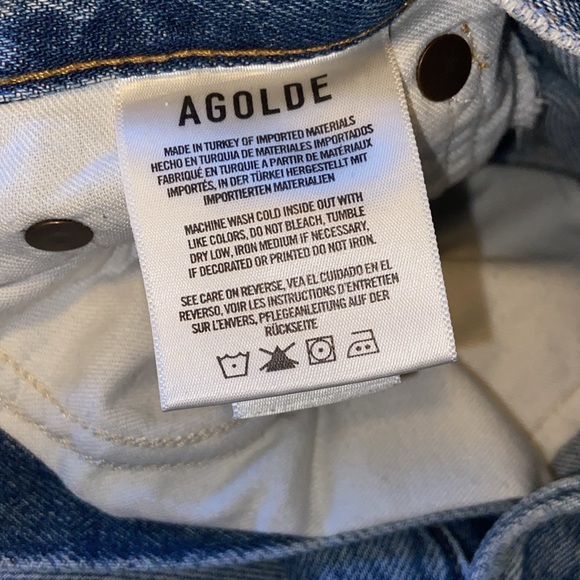 AGOLDE
MADE IN TURKEY OF IMPORTED MATERIALS
HECHO EN TURQUIA DE MATERIALES IMPORTADOS
FABRIQUÉ EN TURQUIE A PARTIR DE MATÉRIAUX
IMPORTÉS, IN DER TÜRKEI HERGESTELLT MIT
IMPORTIERTEN MATERIALIEN
MACHINE WASH COLD INSIDE OUT WITH
LIKE COLORS, DO NOT BLEACH, TUMBLE
DRY LOW, IRON MEDIUM IF NECESSARY,
IF DECORATED OR PRINTED DO NOT IRON.
SEE CARE ON REVERSE, VEA EL CUIDADO EN EL
REVERSO, VOIR LES INSTRUCTIONS D'ENTRETIEN
SUR L'ENVERS, PFLEGEANLEITUNG AUF DER
RÜCKSEITE